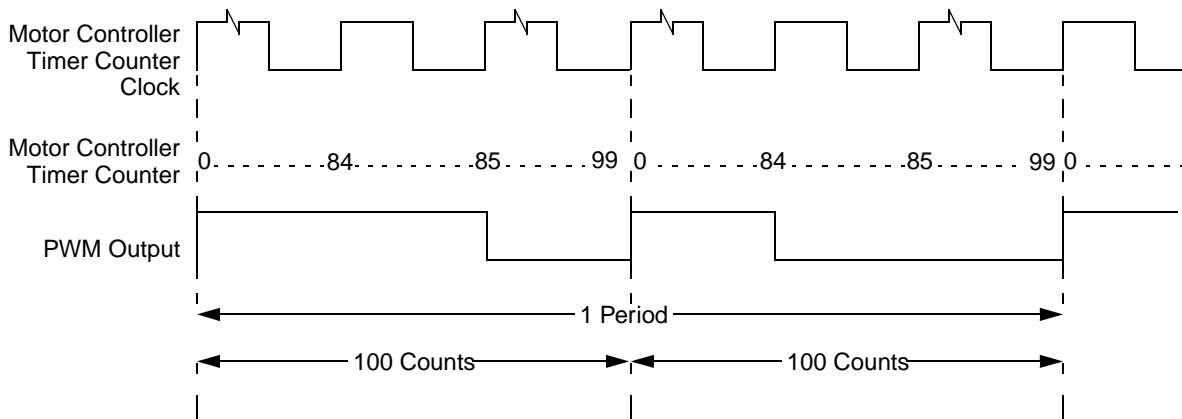 Motor Controller
Timer Counter
Clock
Motor Controller
Timer Counter
0 84 85 99 0 84 85 99 0
PWM Output
1 Period
100 Counts 100 Counts